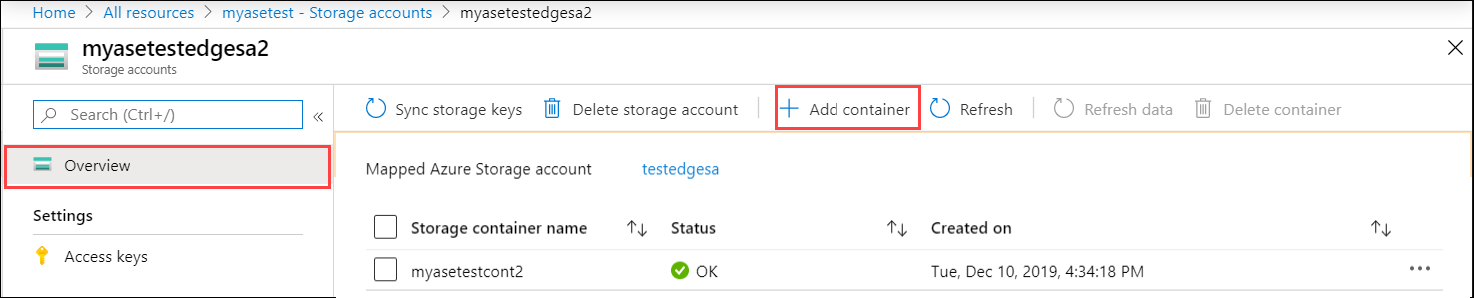 Home > All resources > myasetest - Storage accounts > myasetestedgesa2
myasetestedgesa2
Storage accounts
Search (Ctrl+/)
Sync storage keys Delete storage account Add container Refresh Refresh data Delete container
Overview
Mapped Azure Storage account testedgesa
Settings
Storage container name Status Created on
Access keys
myasetestcont2 OK Tue, Dec 10, 2019, 4:34:18 PM